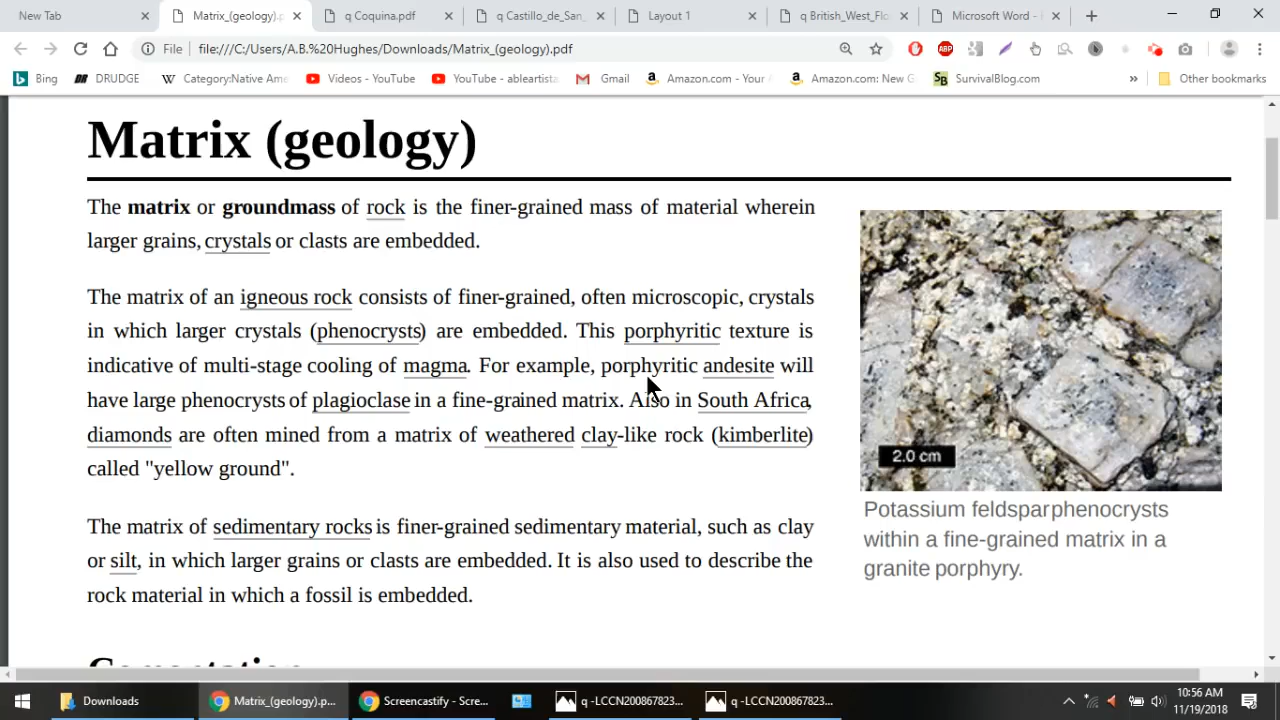 New Tab
Matrix_(geology).p
q Coquina.pdf
q Castillo_de_San_
Layout 1
q British_West_Flo
Microsoft Word -
File
file:///C:/Users/A.B.%20Hughes/Downloads/Matrix_(geology).pdf
ABP
Bing
DRUDGE
Category:Native Ame
Videos - YouTube
YouTube - ableartista
Gmail
Amazon.com - Your
Amazon.com: New G
SurvivalBlog.com
»
Other bookmarks
Matrix (geology)
The matrix or groundmass of rock is the finer-grained mass of material wherein
larger grains, crystals or clasts are embedded.
The matrix of an igneous rock consists of finer-grained, often microscopic, crystals
in which larger crystals (phenocrysts) are embedded. This porphyritic texture is
indicative of multi-stage cooling of magma. For example, porphyritic andesite will
have large phenocrysts of plagioclase in a fine-grained matrix. Also in South Africa,
diamonds are often mined from a matrix of weathered clay-like rock (kimberlite)
called "yellow ground".
The matrix of sedimentary rocks is finer-grained sedimentary material, such as clay
or silt, in which larger grains or clasts are embedded. It is also used to describe the
rock material in which a fossil is embedded.
2.0 cm
Potassium feldspar phenocrysts
within a fine-grained matrix in a
granite porphyry.
Downloads
Matrix_(geology).p...
Screencastify - Scre...
q -LCCN200867823...
q -LCCN200867823...
10:56 AM
11/19/2018